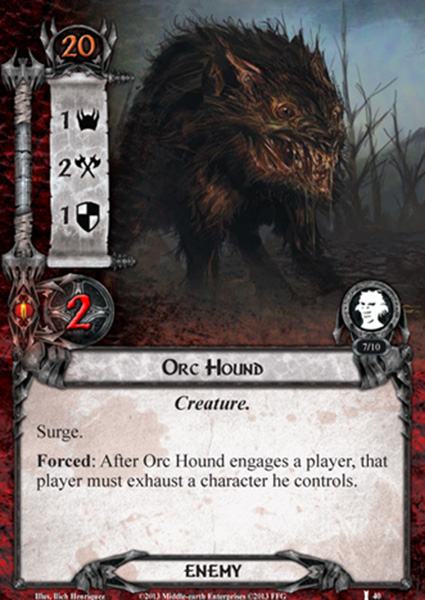 20
1
2
1
2
7/10
Orc Hound
Creature.
Surge.
Forced: After Orc Hound engages a player, that
player must exhaust a character he controls.
ENEMY
Illus. Ilich Henriquez ©2013 Middle-earth Enterprises ©2013 FFG 40